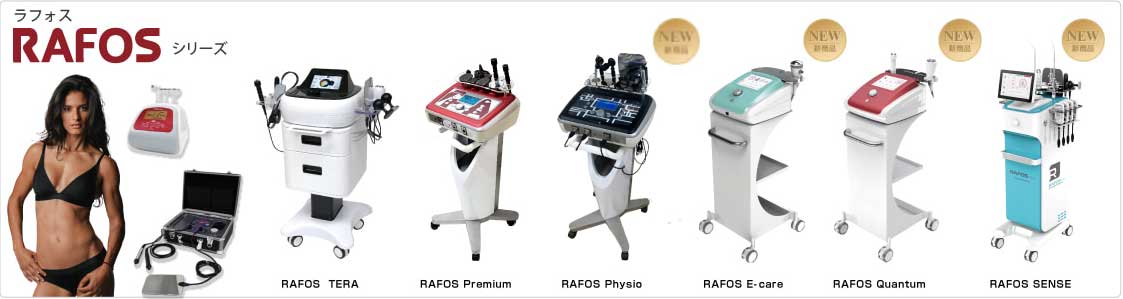 ラフォス
RAFOS シリーズ
NEW
新商品
NEW
新商品
NEW
新商品
NEW
新商品
RAFOS
R
RAFOS TERA
RAFOS Premium
RAFOS Physio
RAFOS E-care
RAFOS Quantum
RAFOS SENSE